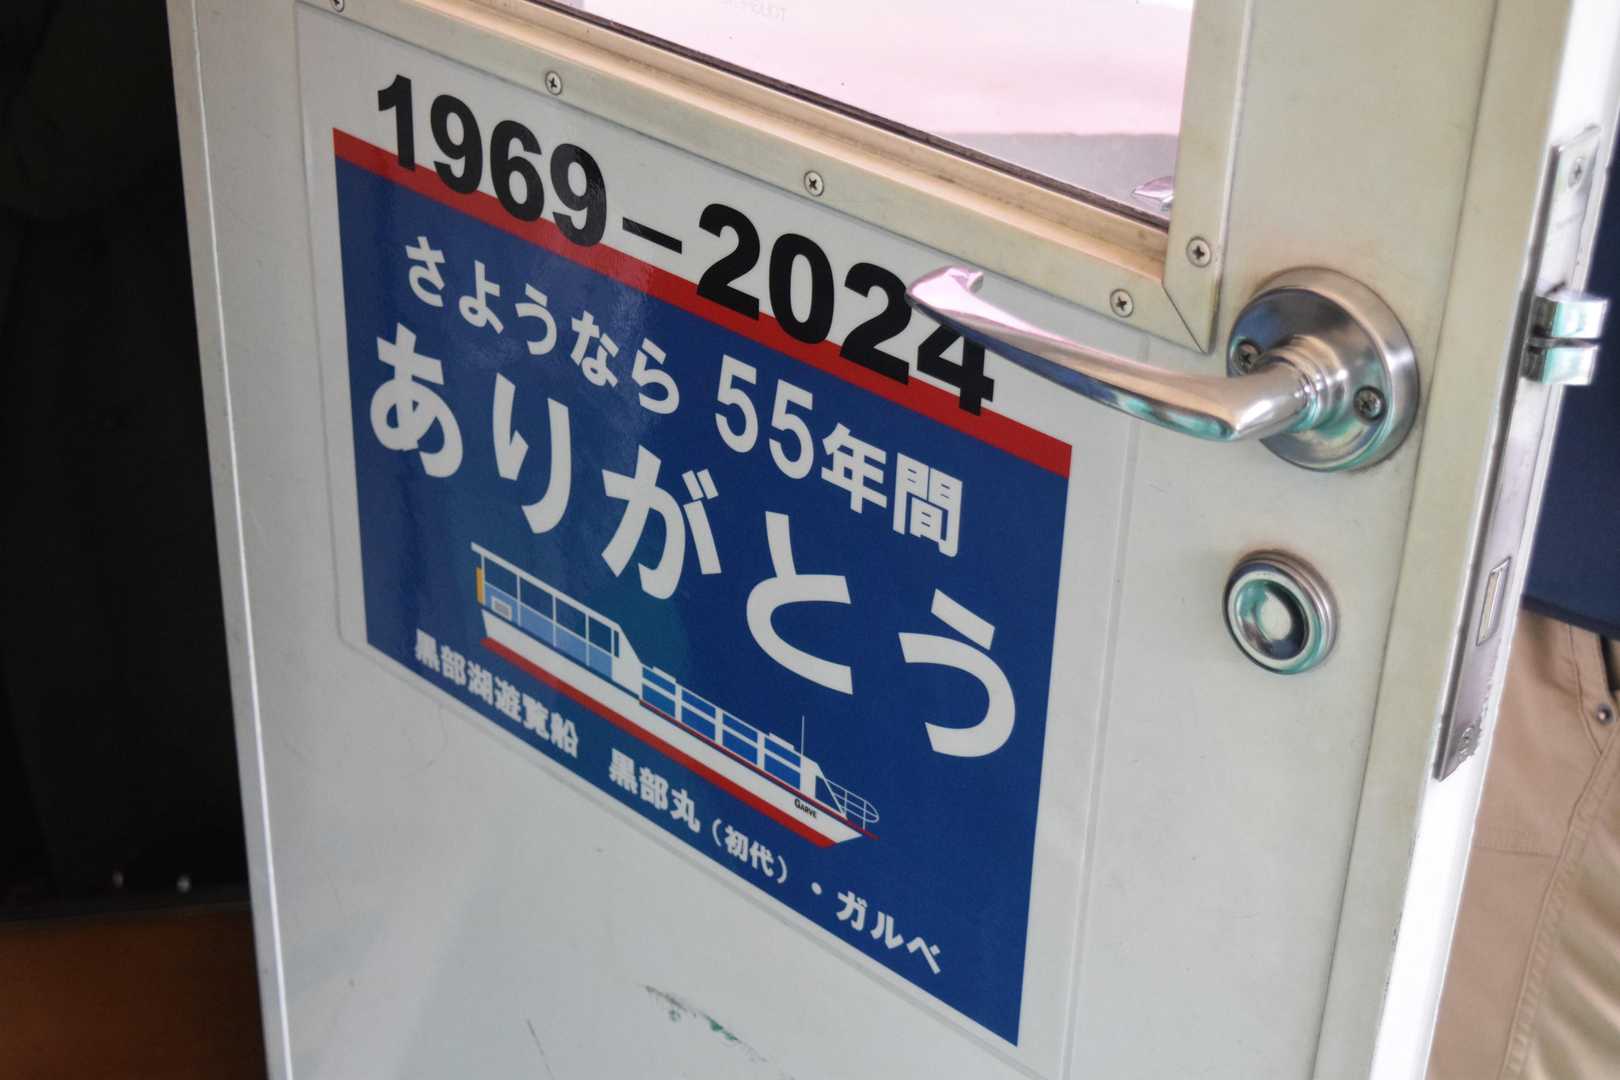 1969–2024
さようなら 55年間
ありがとう
GARVE
黒部湖遊覧船 黒部丸(初代)・ガルベ